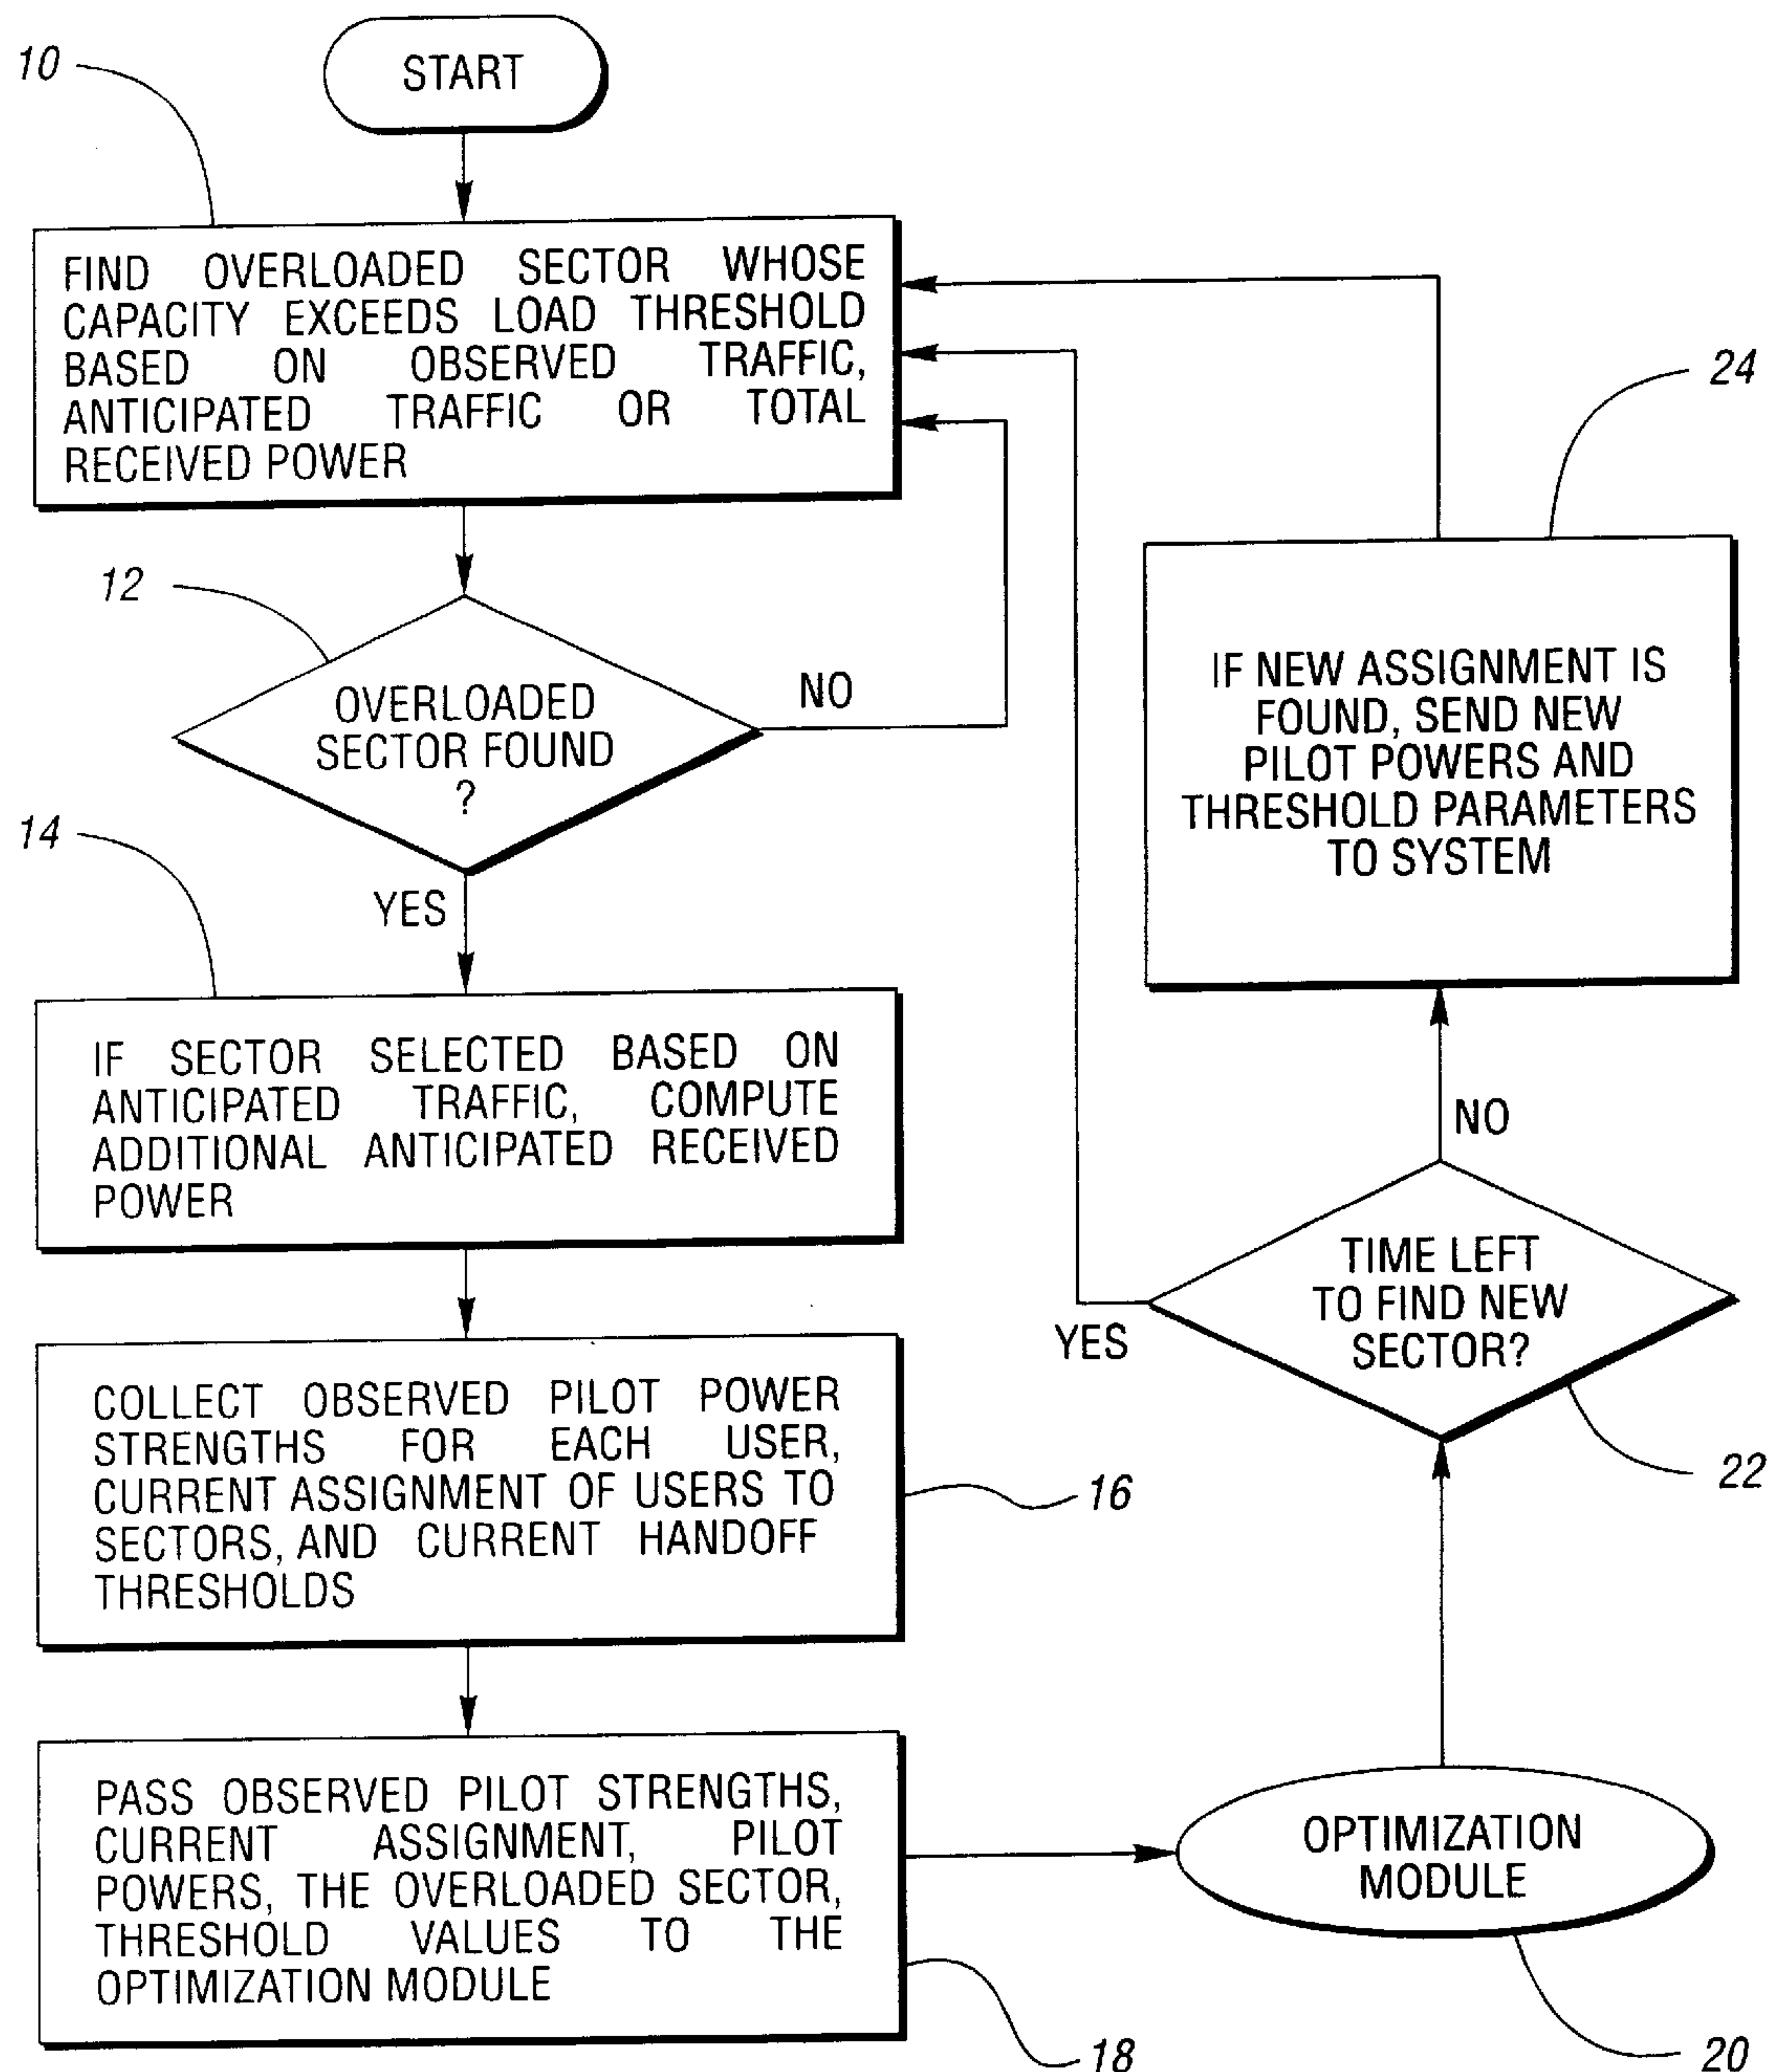 START
10
FIND OVERLOADED SECTOR WHOSE
CAPACITY EXCEEDS LOAD THRESHOLD
BASED ON OBSERVED TRAFFIC,
ANTICIPATED TRAFFIC OR TOTAL
RECEIVED POWER
12
OVERLOADED
SECTOR FOUND
?
NO
YES
14
IF SECTOR SELECTED BASED ON
ANTICIPATED TRAFFIC, COMPUTE
ADDITIONAL ANTICIPATED RECEIVED
POWER
COLLECT OBSERVED PILOT POWER
STRENGTHS FOR EACH USER,
CURRENT ASSIGNMENT OF USERS TO
SECTORS, AND CURRENT HANDOFF
THRESHOLDS
16
PASS OBSERVED PILOT STRENGTHS,
CURRENT ASSIGNMENT, PILOT
POWERS, THE OVERLOADED SECTOR,
THRESHOLD VALUES TO THE
OPTIMIZATION MODULE
18
OPTIMIZATION
MODULE
20
TIME LEFT
TO FIND NEW
SECTOR?
22
YES
NO
IF NEW ASSIGNMENT IS
FOUND, SEND NEW
PILOT POWERS AND
THRESHOLD PARAMETERS
TO SYSTEM
24